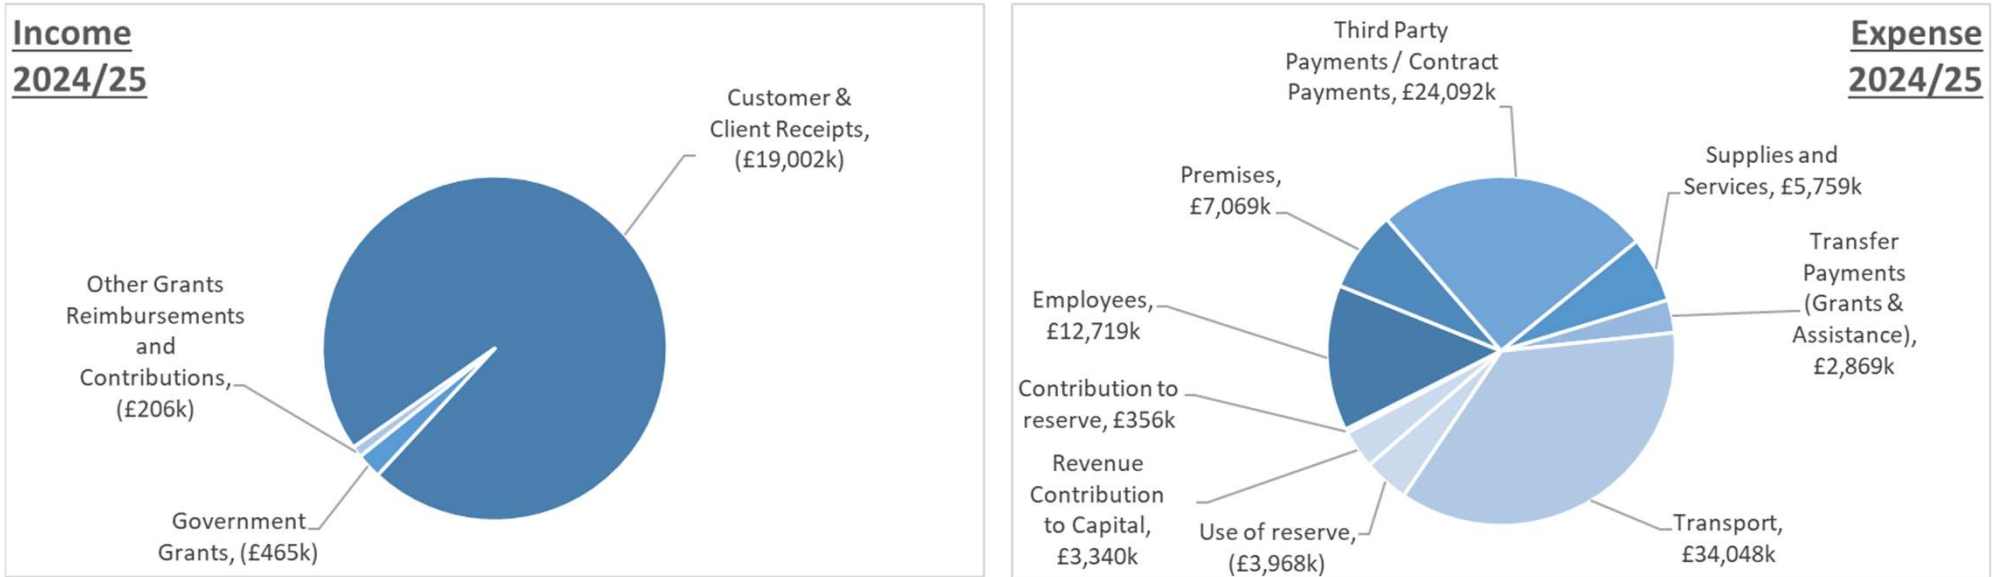 Income
2024/25
Customer &
Client Receipts,
(£19,002k)
Other Grants
Reimbursements
and
Contributions,
(£206k)
Government
Grants, (£465k)
Expense
2024/25
Third Party
Payments / Contract
Payments, £24,092k
Supplies and
Services, £5,759k
Transfer
Payments
(Grants &
Assistance),
£2,869k
Transport,
£34,048k
Use of reserve,
(£3,968k)
Revenue
Contribution
to Capital,
£3,340k
Contribution to
reserve, £356k
Employees,
£12,719k
Premises,
£7,069k